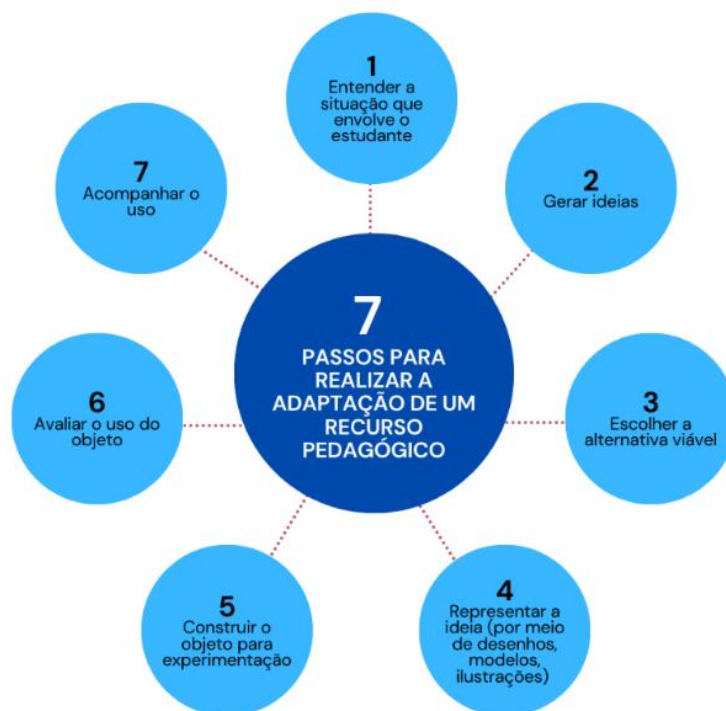 7
PASSOS PARA
REALIZAR A
ADAPTAÇÃO DE UM
RECURSO
PEDAGÓGICO
1
Entender a
situação que
envolve o
estudante
2
Gerar ideias
3
Escolher a
alternativa viável
4
Representar a
ideia (por meio
de desenhos,
modelos,
ilustrações)
5
Construir o
objeto para
experimentação
6
Avaliar o uso do
objeto
7
Acompanhar o
uso